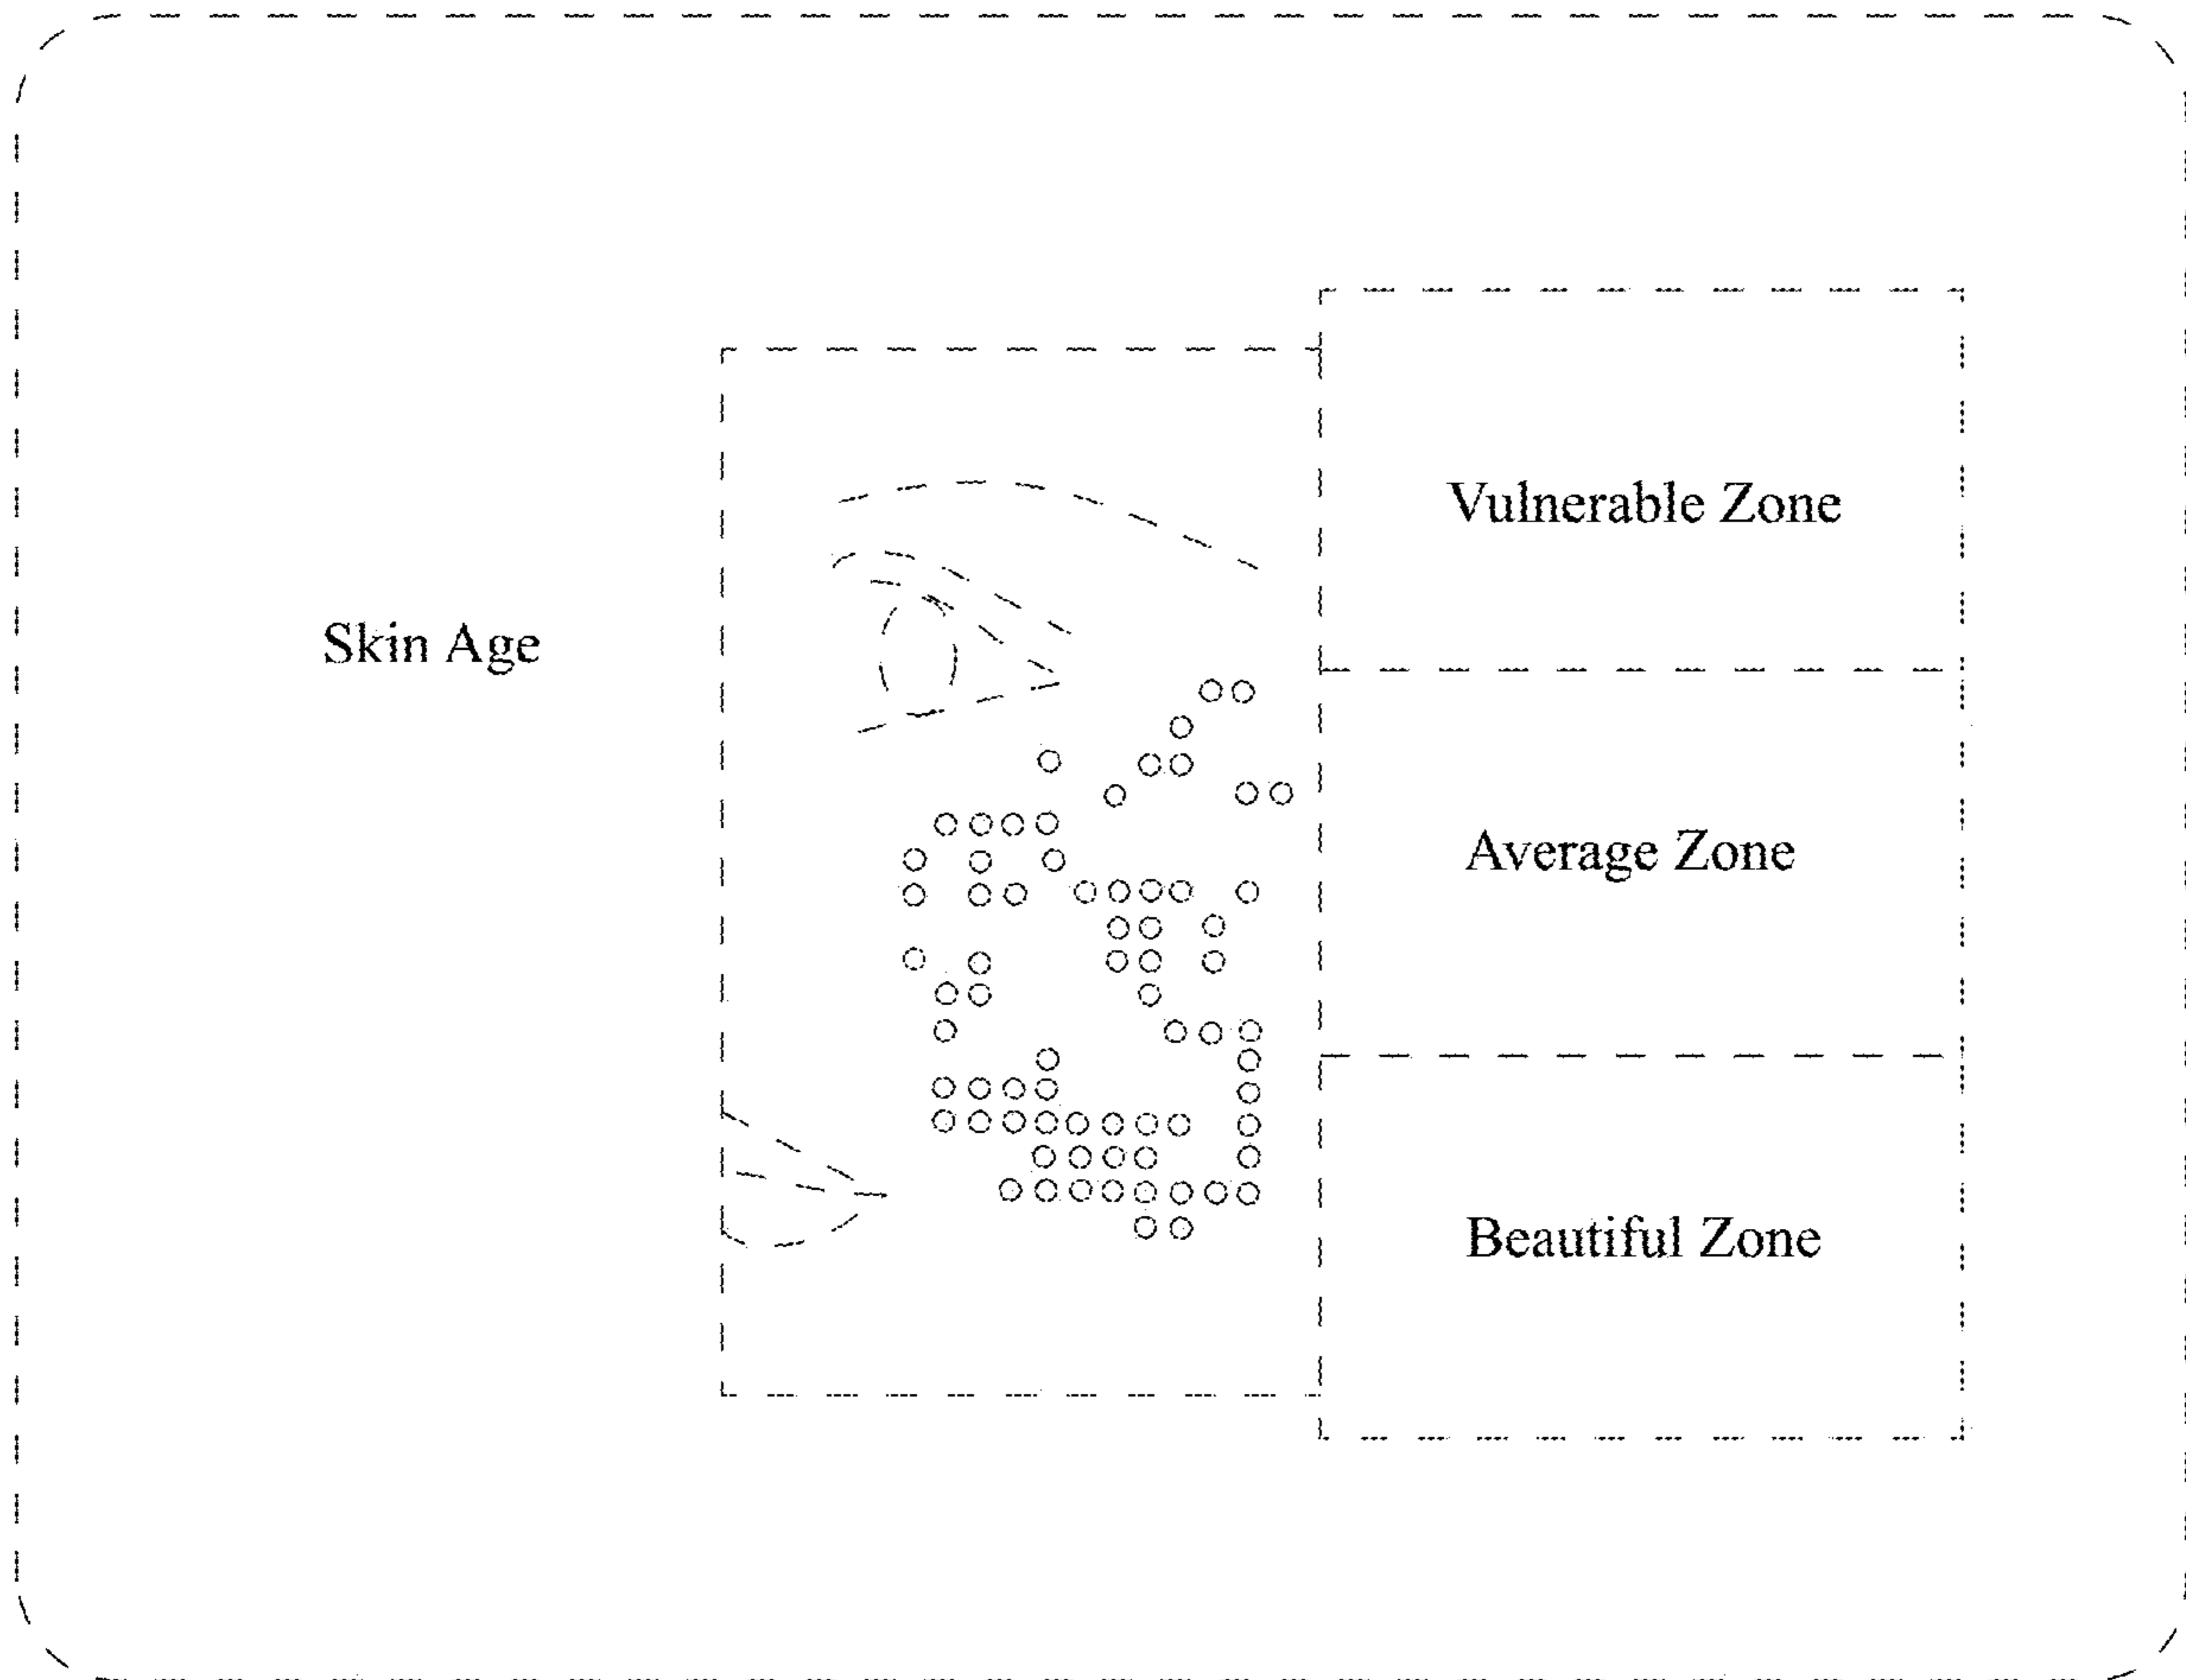 Skin Age
Vulnerable Zone
Average Zone
Beautiful Zone